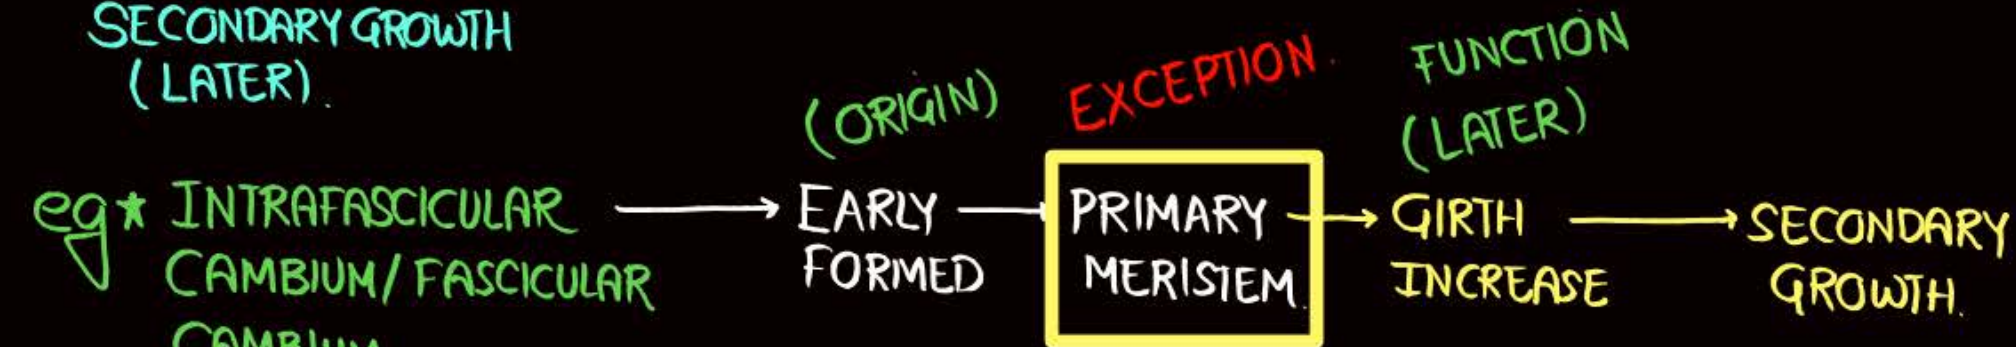 SECONDARY GROWTH
(LATER).
(ORIGIN)
EXCEPTION.
FUNCTION
(LATER)
eg * INTRAFASCICULAR → EARLY → PRIMARY → GIRTH → SECONDARY
CAMBIUM/FASCICULAR FORMED MERISTEM. INCREASE GROWTH.
CAMBIUM